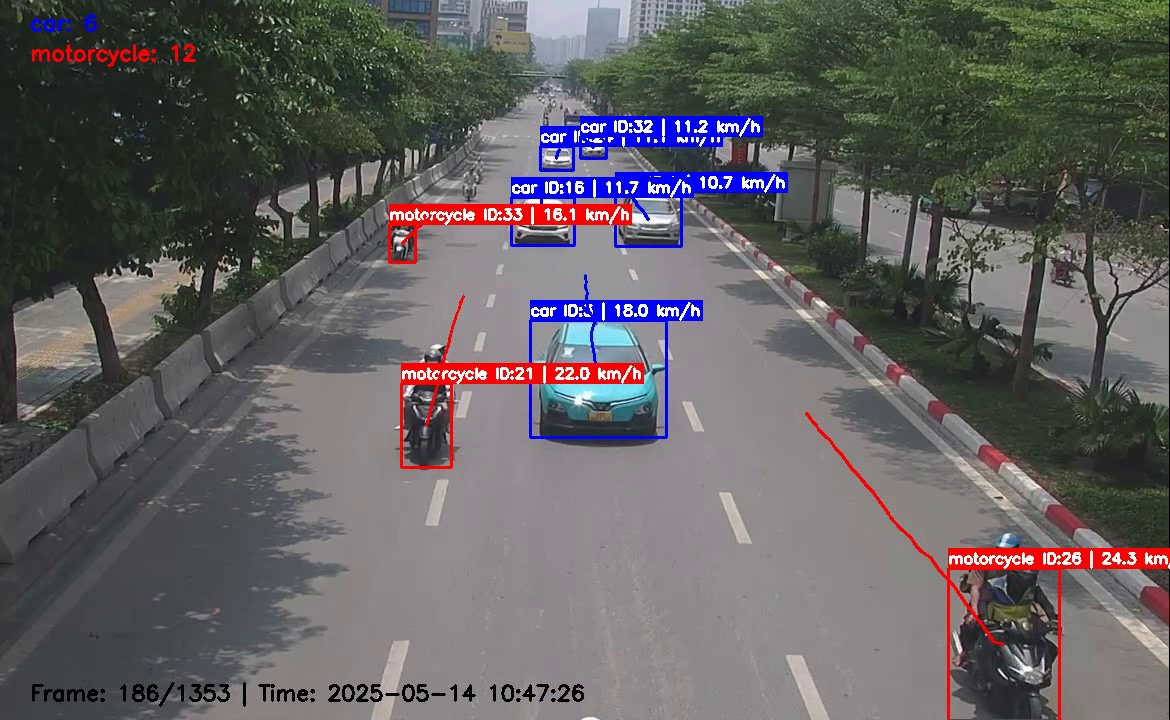 car: 6
motorcycle: 12
car ID:32 | 11.2 km/h
car
km/h
car ID:16 | 11.7 km/h
10.7 km/h
motorcycle ID:33 | 16.1 km/h
car ID: | 18.0 km/h
motorcycle ID:21 | 22.0 km/h
motorcycle ID:26 | 24.3 km/
Frame: 186/1353 | Time: 2025-05-14 10:47:26